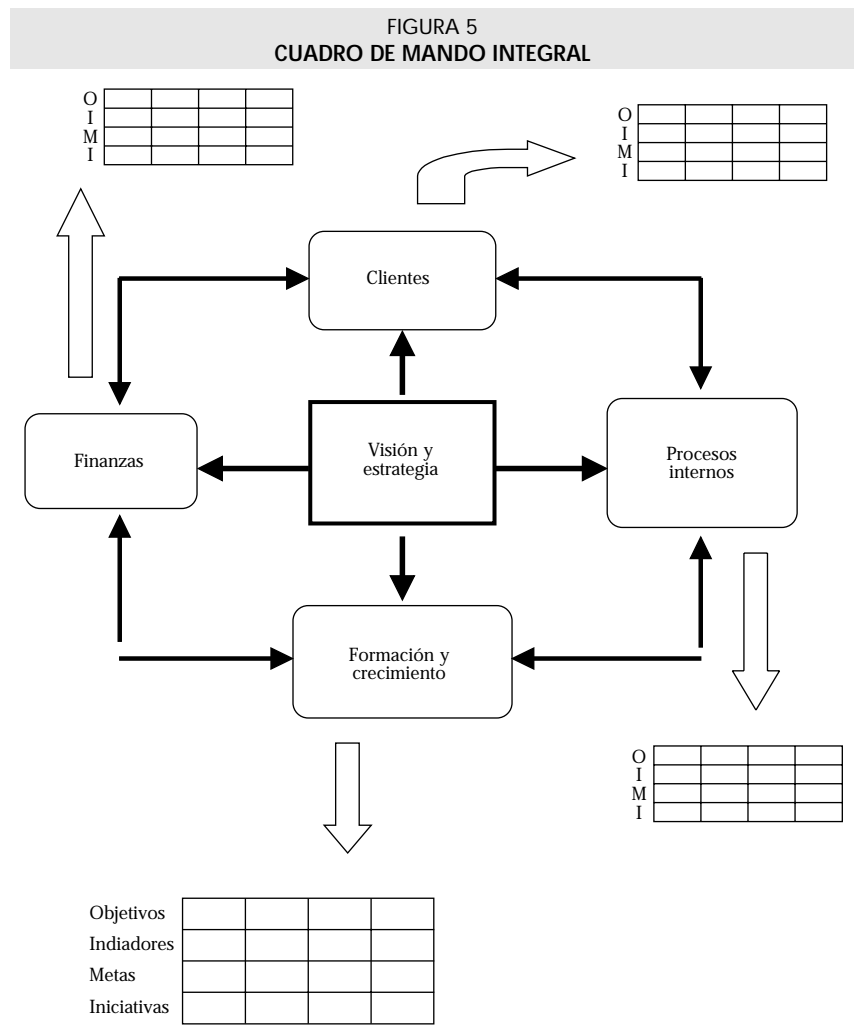 FIGURA 5
CUADRO DE MANDO INTEGRAL
O
I
M
I
O
I
M
I
Clientes
Finanzas
Visión y
estrategia
Procesos
internos
Formación y
crecimiento
O
I
M
I
Objetivos
Indiadores
Metas
Iniciativas